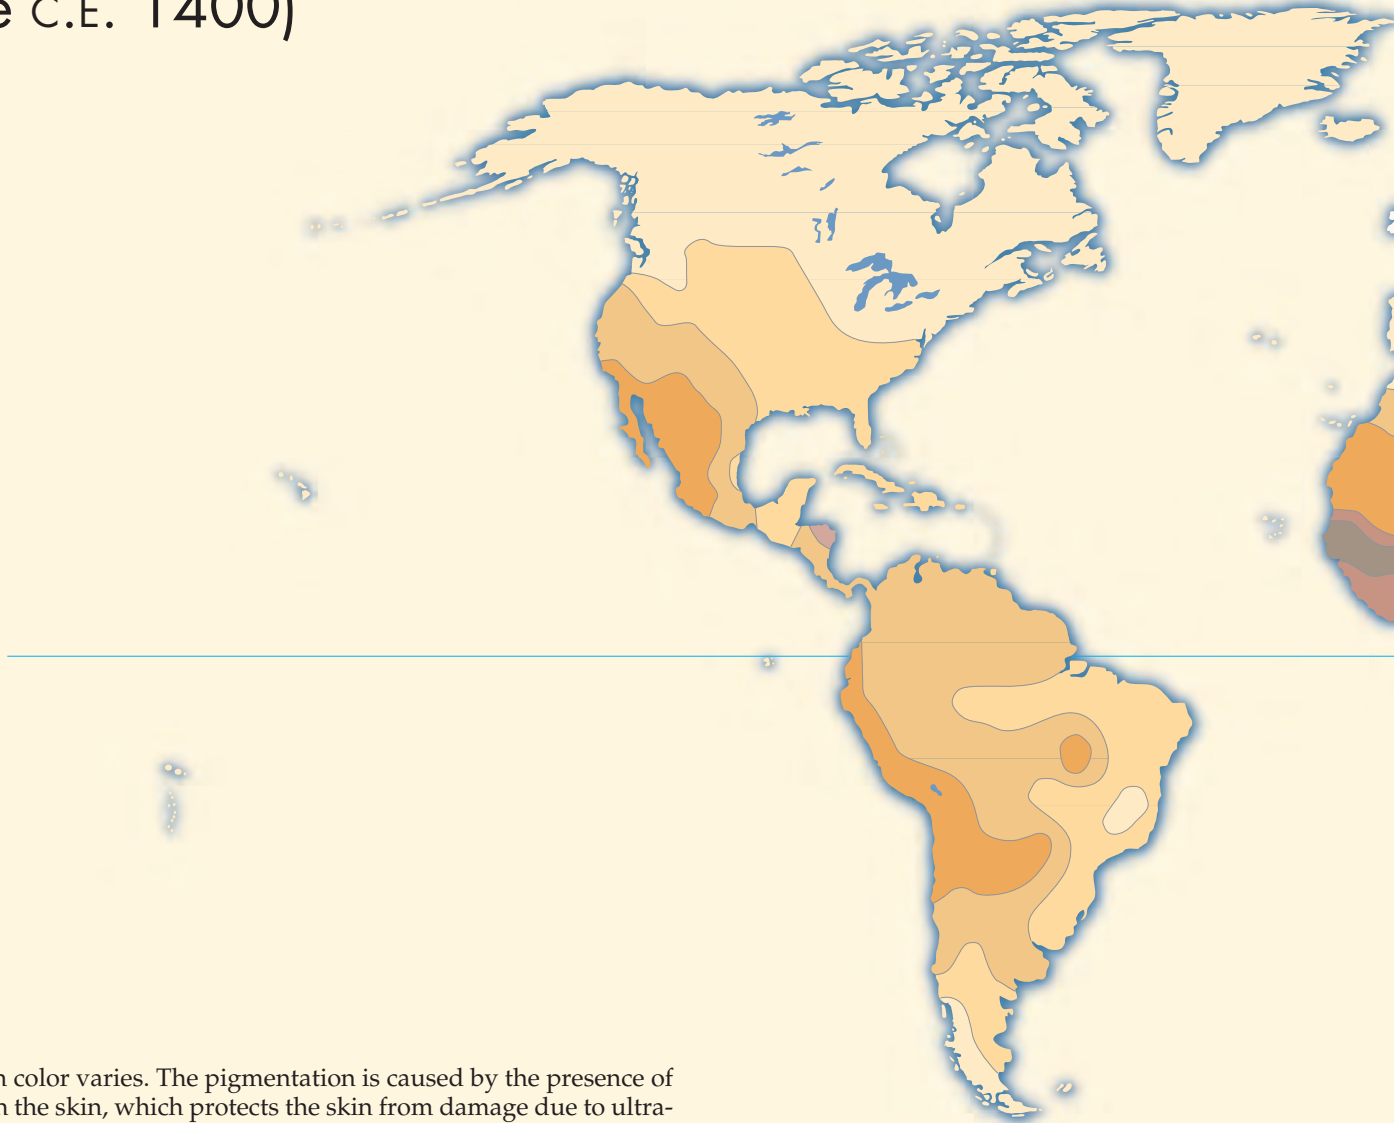 e C.E. 1400)
n color varies. The pigmentation is caused by the presence of
n the skin, which protects the skin from damage due to ultra-